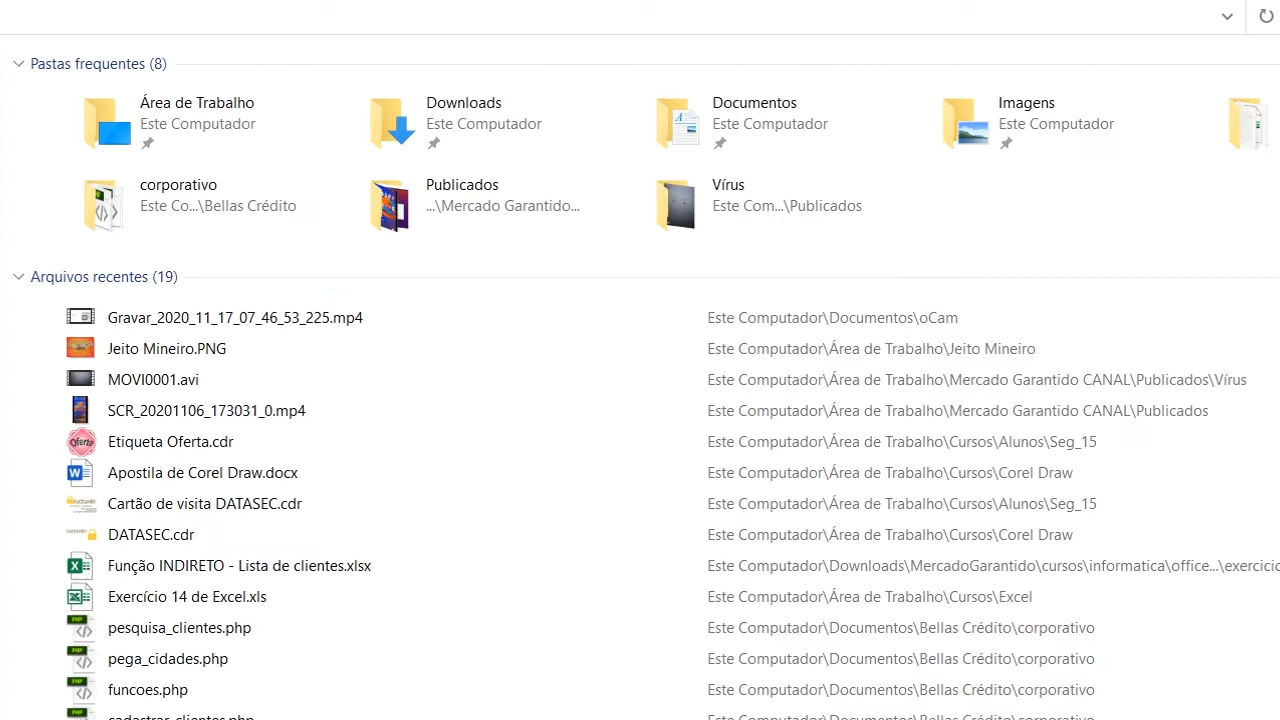 Pastas frequentes (8)
Área de Trabalho
Este Computador
Downloads
Este Computador
Documentos
Este Computador
Imagens
Este Computador
corporativo
Este Co...\Bellas Crédito
Publicados
...\Mercado Garantido...
Vírus
Este Com...\Publicados
Arquivos recentes (19)
Gravar_2020_11_17_07_46_53_225.mp4 Este Computador\Documentos\oCam
Jeito Mineiro.PNG Este Computador\Área de Trabalho\Jeito Mineiro
MOVI0001.avi Este Computador\Área de Trabalho\Mercado Garantido CANAL\Publicados\Vírus
SCR_20201106_173031_0.mp4 Este Computador\Área de Trabalho\Mercado Garantido CANAL\Publicados
Etiqueta Oferta.cdr Este Computador\Área de Trabalho\Cursos\Alunos\Seg_15
Apostila de Corel Draw.docx Este Computador\Área de Trabalho\Cursos\Corel Draw
Cartão de visita DATASEC.cdr Este Computador\Área de Trabalho\Cursos\Alunos\Seg_15
DATASEC.cdr Este Computador\Área de Trabalho\Cursos\Corel Draw
Função INDIRETO - Lista de clientes.xlsx Este Computador\Downloads\MercadoGarantido\cursos\informatica\office...\exercicio
Exercício 14 de Excel.xls Este Computador\Área de Trabalho\Cursos\Excel
pesquisa_clientes.php Este Computador\Documentos\Bellas Crédito\corporativo
pega_cidades.php Este Computador\Documentos\Bellas Crédito\corporativo
funcoes.php Este Computador\Documentos\Bellas Crédito\corporativo
cadastrar_clientes.php Este Computador\Documentos\Bellas Crédito\corporativo